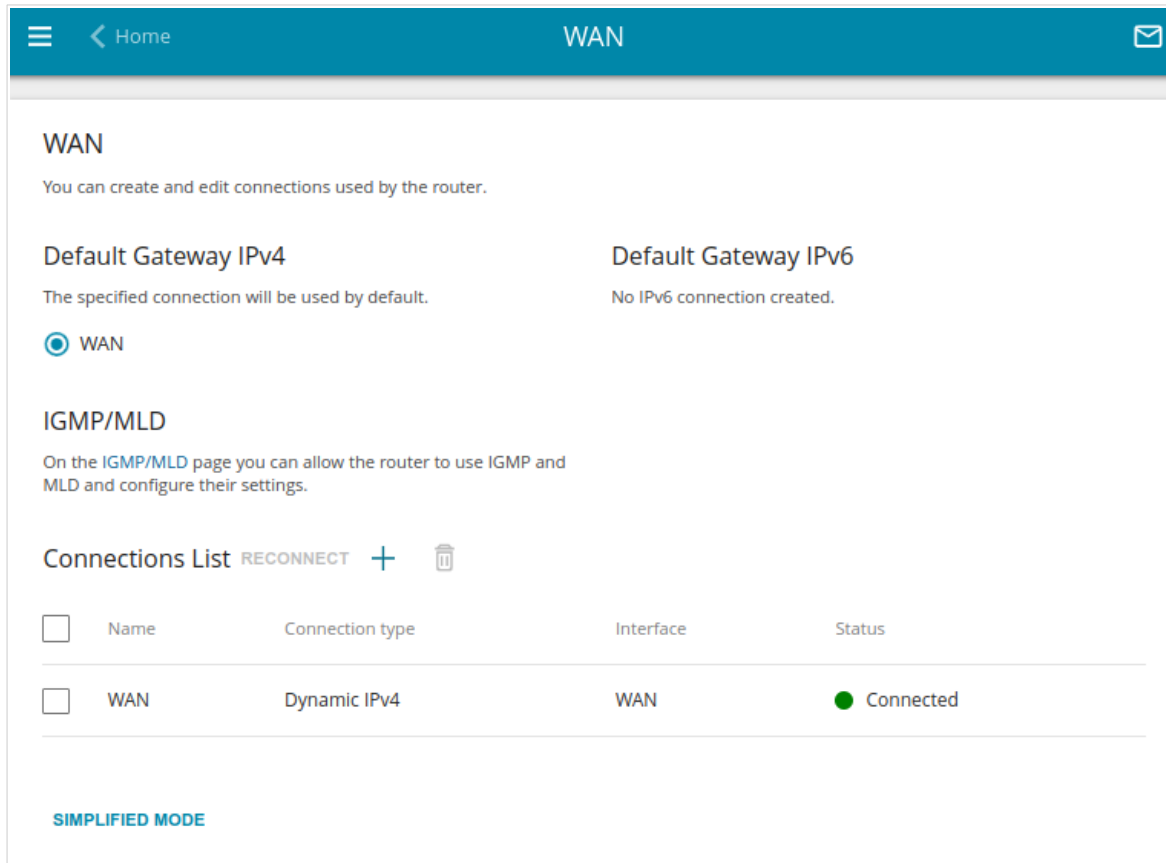 Home
WAN
WAN
You can create and edit connections used by the router.
Default Gateway IPv4
The specified connection will be used by default.
WAN
Default Gateway IPv6
No IPv6 connection created.
IGMP/MLD
On the IGMP/MLD page you can allow the router to use IGMP and
MLD and configure their settings.
Connections List RECONNECT
Name Connection type Interface Status
WAN Dynamic IPv4 WAN Connected
SIMPLIFIED MODE